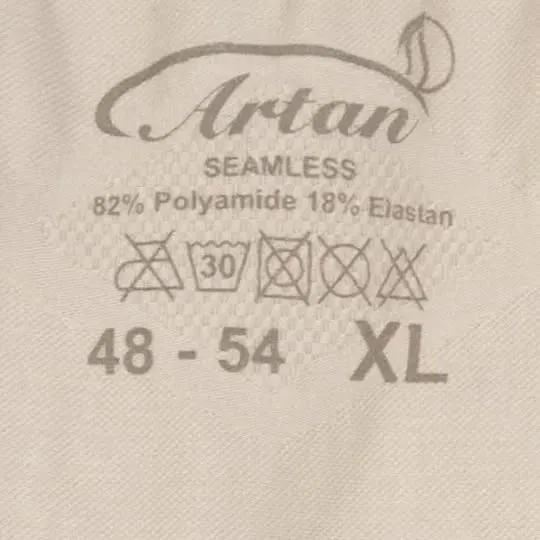 Artan
SEAMLESS
82% Polyamide 18% Elastan
30
48 - 54 XL